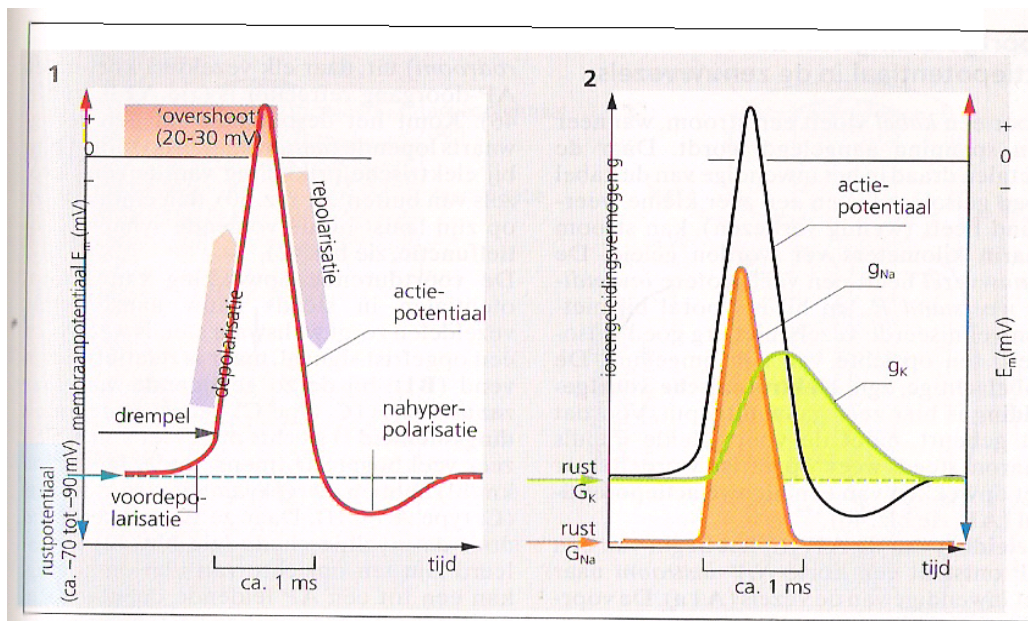 1
'overshoot'
(20-30 mV)
+
0
–
membraanpotentiaal Em (mV)
rustpotentiaal
(ca. –70 tot –90 mV)
depolarisatie
repolarisatie
actie-
potentiaal
drempel
nahyper-
polarisatie
voordepo-
larisatie
tijd
ca. 1 ms
2
ionengeleidingsvermogen g
actie-
potentiaal
gNa
gK
rust
GK
rust
GNa
tijd
ca. 1 ms
+
0
–
Em (mV)